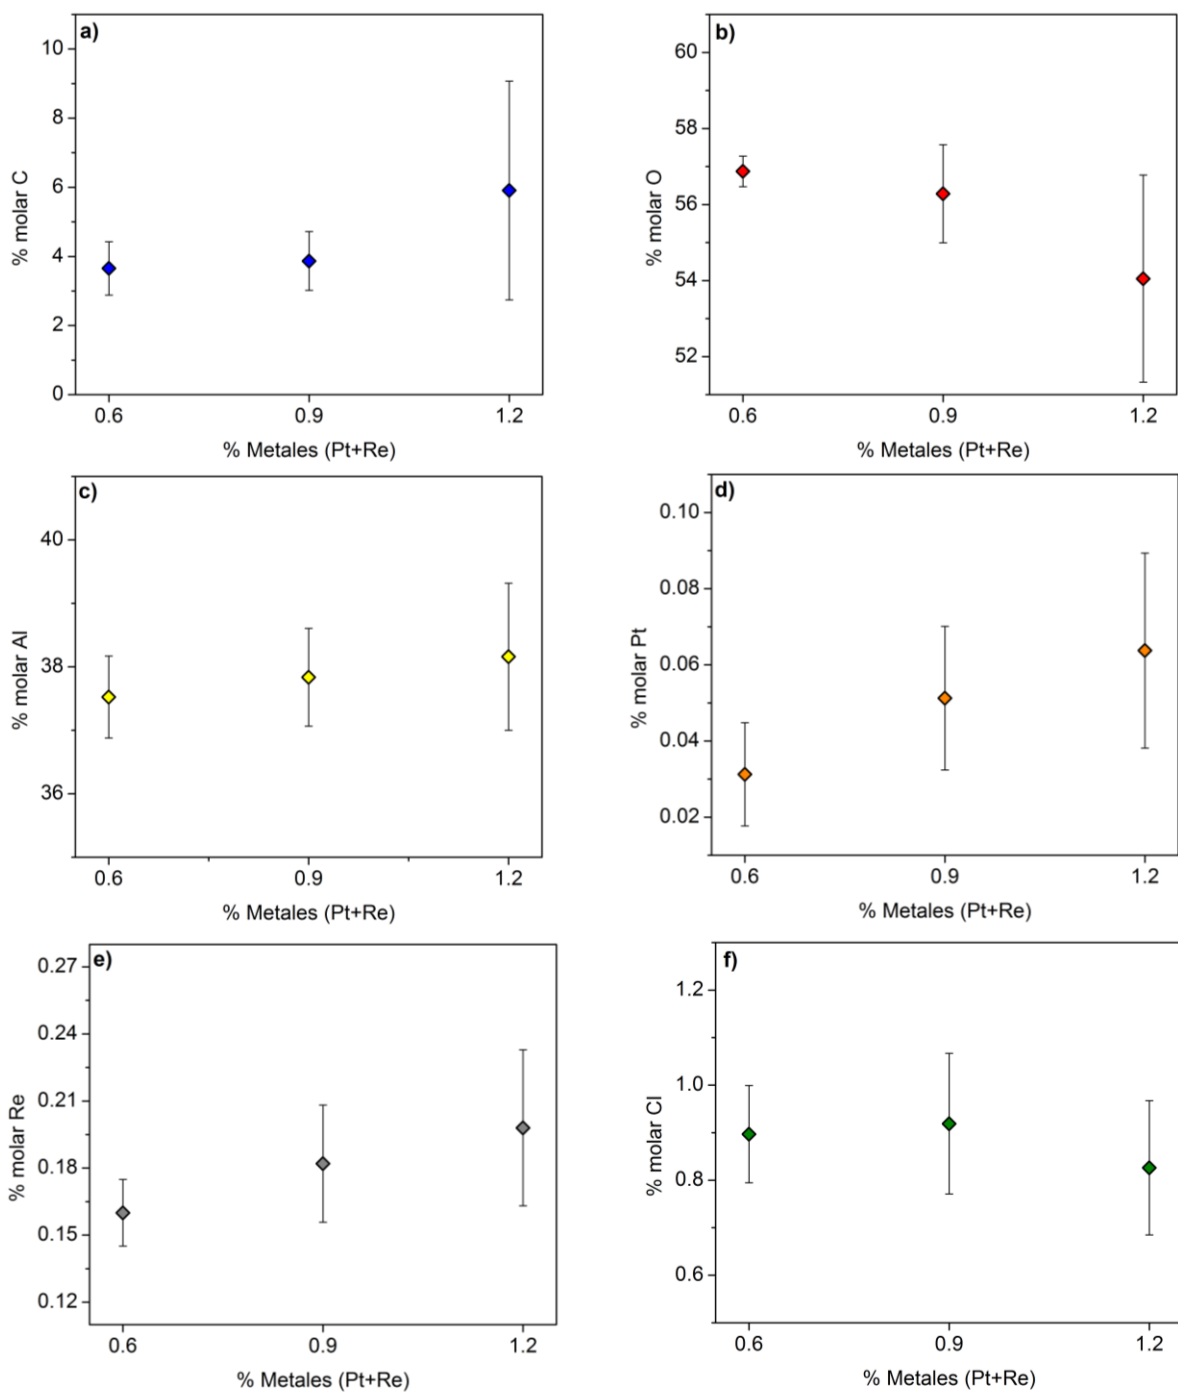 a)
10
8
6
4
2
0
% molar C
0.6 0.9 1.2
% Metales (Pt+Re)
b)
60
58
56
54
52
% molar O
0.6 0.9 1.2
% Metales (Pt+Re)
c)
40
38
36
% molar Al
0.6 0.9 1.2
% Metales (Pt+Re)
d)
0.10
0.08
0.06
0.04
0.02
% molar Pt
0.6 0.9 1.2
% Metales (Pt+Re)
e)
0.27
0.24
0.21
0.18
0.15
0.12
% molar Re
0.6 0.9 1.2
% Metales (Pt+Re)
f)
1.2
1.0
0.8
0.6
% molar Cl
0.6 0.9 1.2
% Metales (Pt+Re)